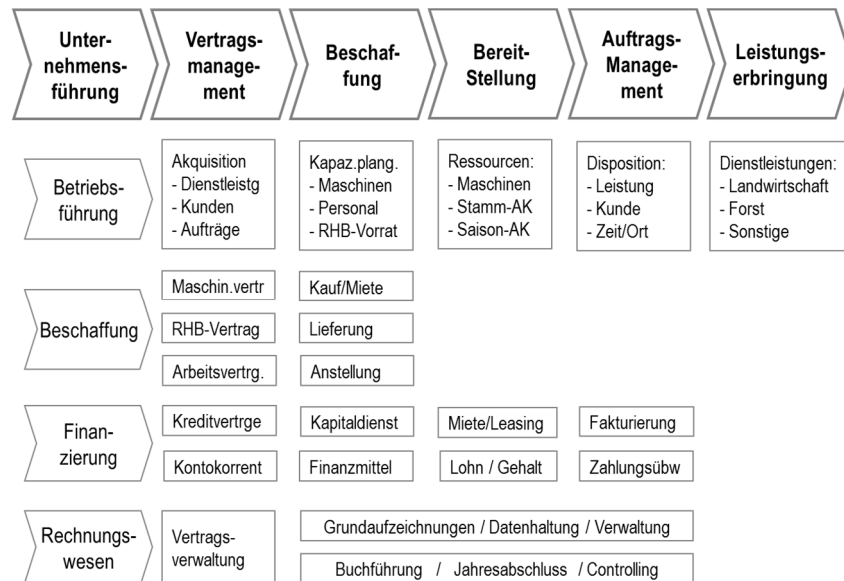 Unter-
nehmens-
führung
Vertrags-
manage-
ment
Beschaf-
fung
Bereit-
Stellung
Auftrags-
Manage-
ment
Leistungs-
erbringung
Betriebs-
führung
Akquisition
- Dienstleistg
- Kunden
- Aufträge
Kapaz.plang.
- Maschinen
- Personal
- RHB-Vorrat
Ressourcen:
- Maschinen
- Stamm-AK
- Saison-AK
Disposition:
- Leistung
- Kunde
- Zeit/Ort
Dienstleistungen:
- Landwirtschaft
- Forst
- Sonstige
Beschaffung
Maschin.vertr
Kauf/Miete
RHB-Vertrag
Lieferung
Arbeitsvertrg.
Anstellung
Finan-
zierung
Kreditvertrge
Kapitaldienst
Miete/Leasing
Fakturierung
Kontokorrent
Finanzmittel
Lohn / Gehalt
Zahlungsübw
Rechnungs-
wesen
Vertrags-
verwaltung
Grundaufzeichnungen / Datenhaltung / Verwaltung
Buchführung / Jahresabschluss / Controlling